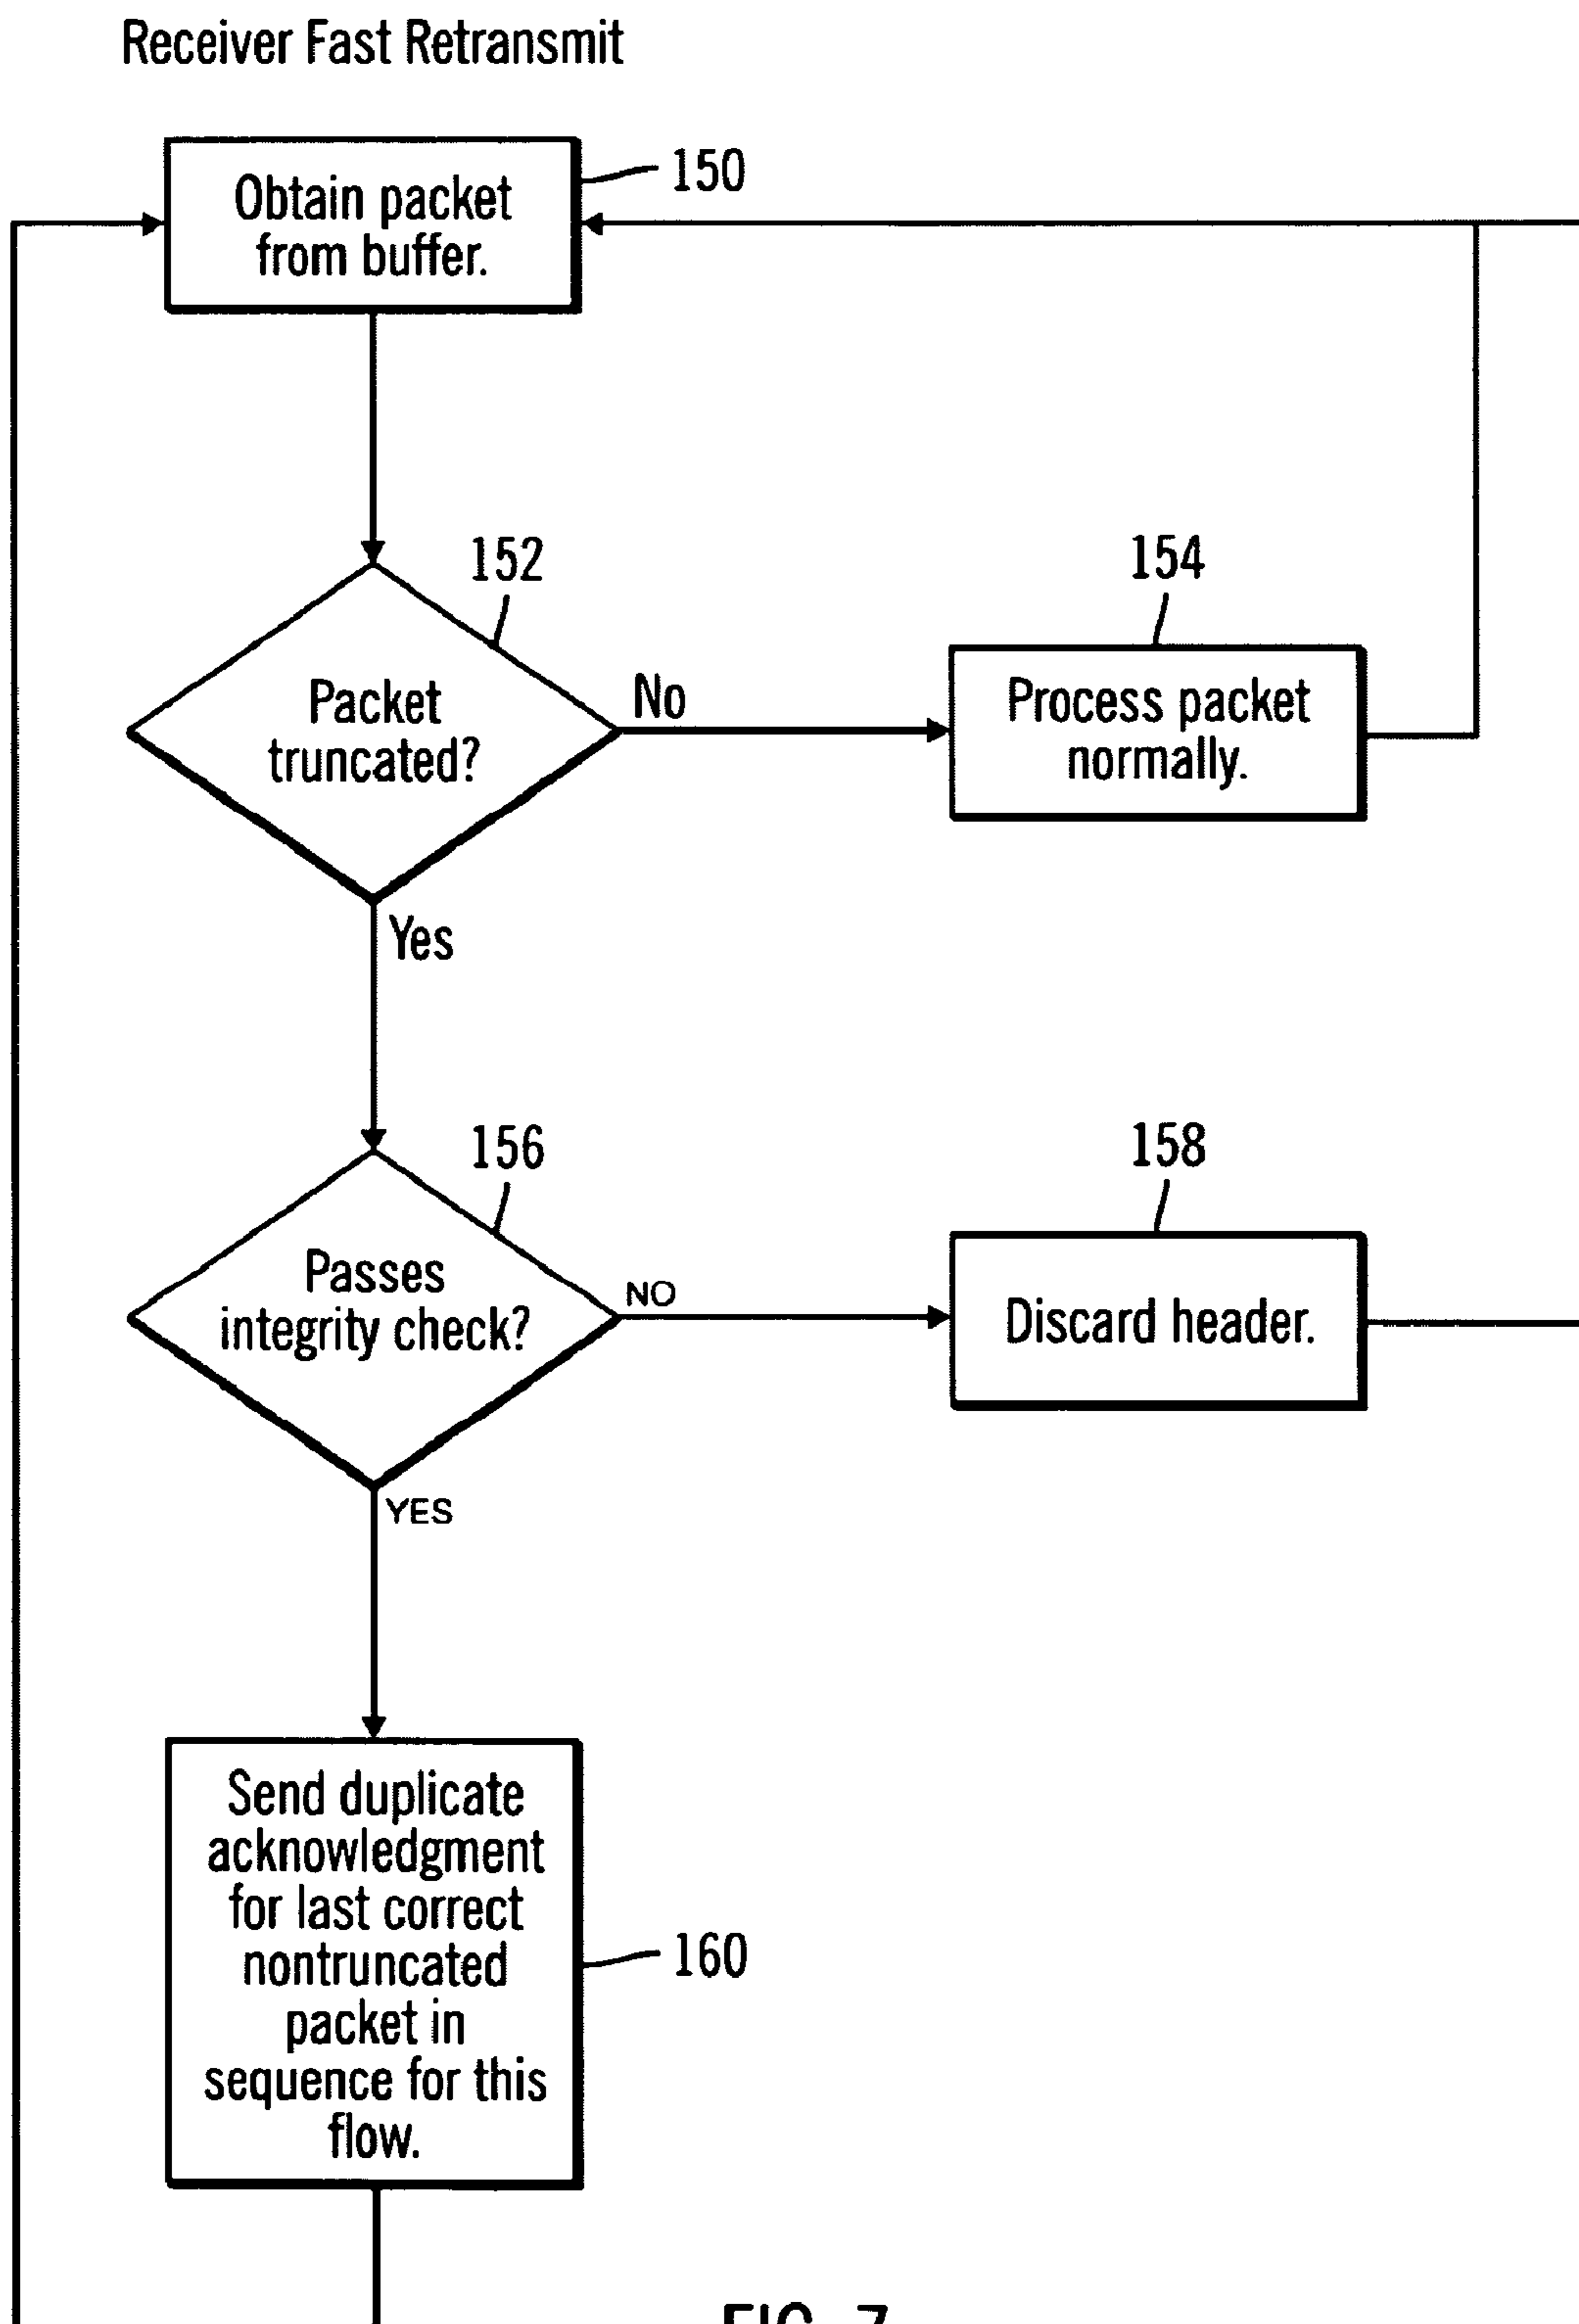 Receiver Fast Retransmit
150
Obtain packet
from buffer.
152
Packet
truncated?
No
154
Process packet
normally.
Yes
156
Passes
integrity check?
NO
158
Discard header.
YES
Send duplicate
acknowledgment
for last correct
nontruncated
packet in
sequence for this
flow.
160
FIG. 7